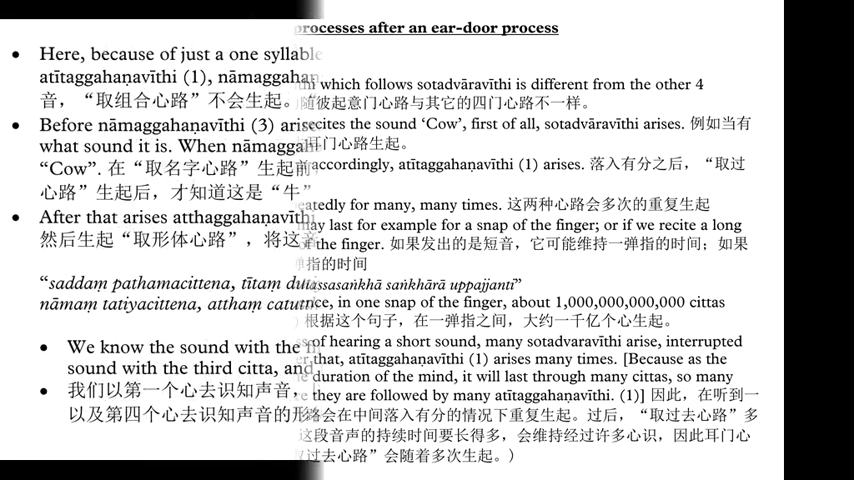 processes after an ear-door process
Here, because of just a one syllable
atītaggahaṇavīthi (1), nāmaggahaṇ
音，“取组合心路”不会生起。
Before nāmaggahaṇavīthi (3) arise
what sound it is. When nāmaggah
“Cow”. 在“取名字心路”生起前
心路”生起后，才知道这是“牛”
After that arises atthaggahaṇavīthi
然后生起“取形体心路”，将这
“saddaṃ pathamacittena, tītaṃ
nāmaṃ tatiyacittena, atthaṃ
We know the sound with the
sound with the third citta, and
我们以第一个心去识知声音，
以及第四个心去识知声音的形
which follows sotadvāravīthi is different from the other 4
随彼起意门心路与其它的四门心路不一样。
recites the sound ‘Cow’, first of all, sotadvāravīthi arises. 例如当有
耳门心路生起。
accordingly, atītaggahaṇavīthi (1) arises. 落入有分之后，“取过
eatedly for many, many times. 这两种心路会多次的重复生起
may last for example for a snap of the finger; or if we recite a long
of the finger. 如果发出的是短音，它可能维持一弹指的时间；如果
指的时间
assasaṅkhā saṅkhārā uppajjanti”
in one snap of the finger, about 1,000,000,000,000 cittas
根据这个句子，在一弹指之间，大约一千亿个心生起。
of hearing a short sound, many sotadvaravīthi arise, interrupted
that, atītaggahaṇavīthi (1) arises many times. [Because as the
duration of the mind, it will last through many cittas, so many
they are followed by many atītaggahaṇavīthi. (1)] 因此，在听到一
会在中间落入有分的情况下重复生起。过后，“取过去心路”多
这段音声的持续时间要长得多，会维持经过许多心识，因此耳门心
取过去心路”会随着多次生起。）